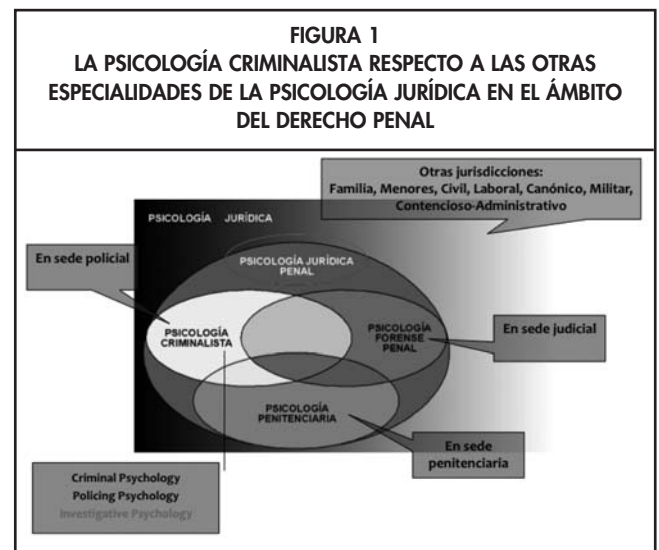 FIGURA 1
LA PSICOLOGÍA CRIMINALISTA RESPECTO A LAS OTRAS
ESPECIALIDADES DE LA PSICOLOGÍA JURÍDICA EN EL ÁMBITO
DEL DERECHO PENAL
Otras jurisdicciones:
Familia, Menores, Civil, Laboral, Canónico, Militar,
Contencioso-Administrativo
PSICOLOGÍA JURÍDICA
En sede policial
PSICOLOGÍA JURÍDICA
PENAL
PSICOLOGÍA
CRIMINALISTA
PSICOLOGÍA
FORENSE
PENAL
En sede judicial
PSICOLOGÍA
PENITENCIARIA
En sede
penitenciaria
Criminal Psychology
Policing Psychology
Investigative Psychology